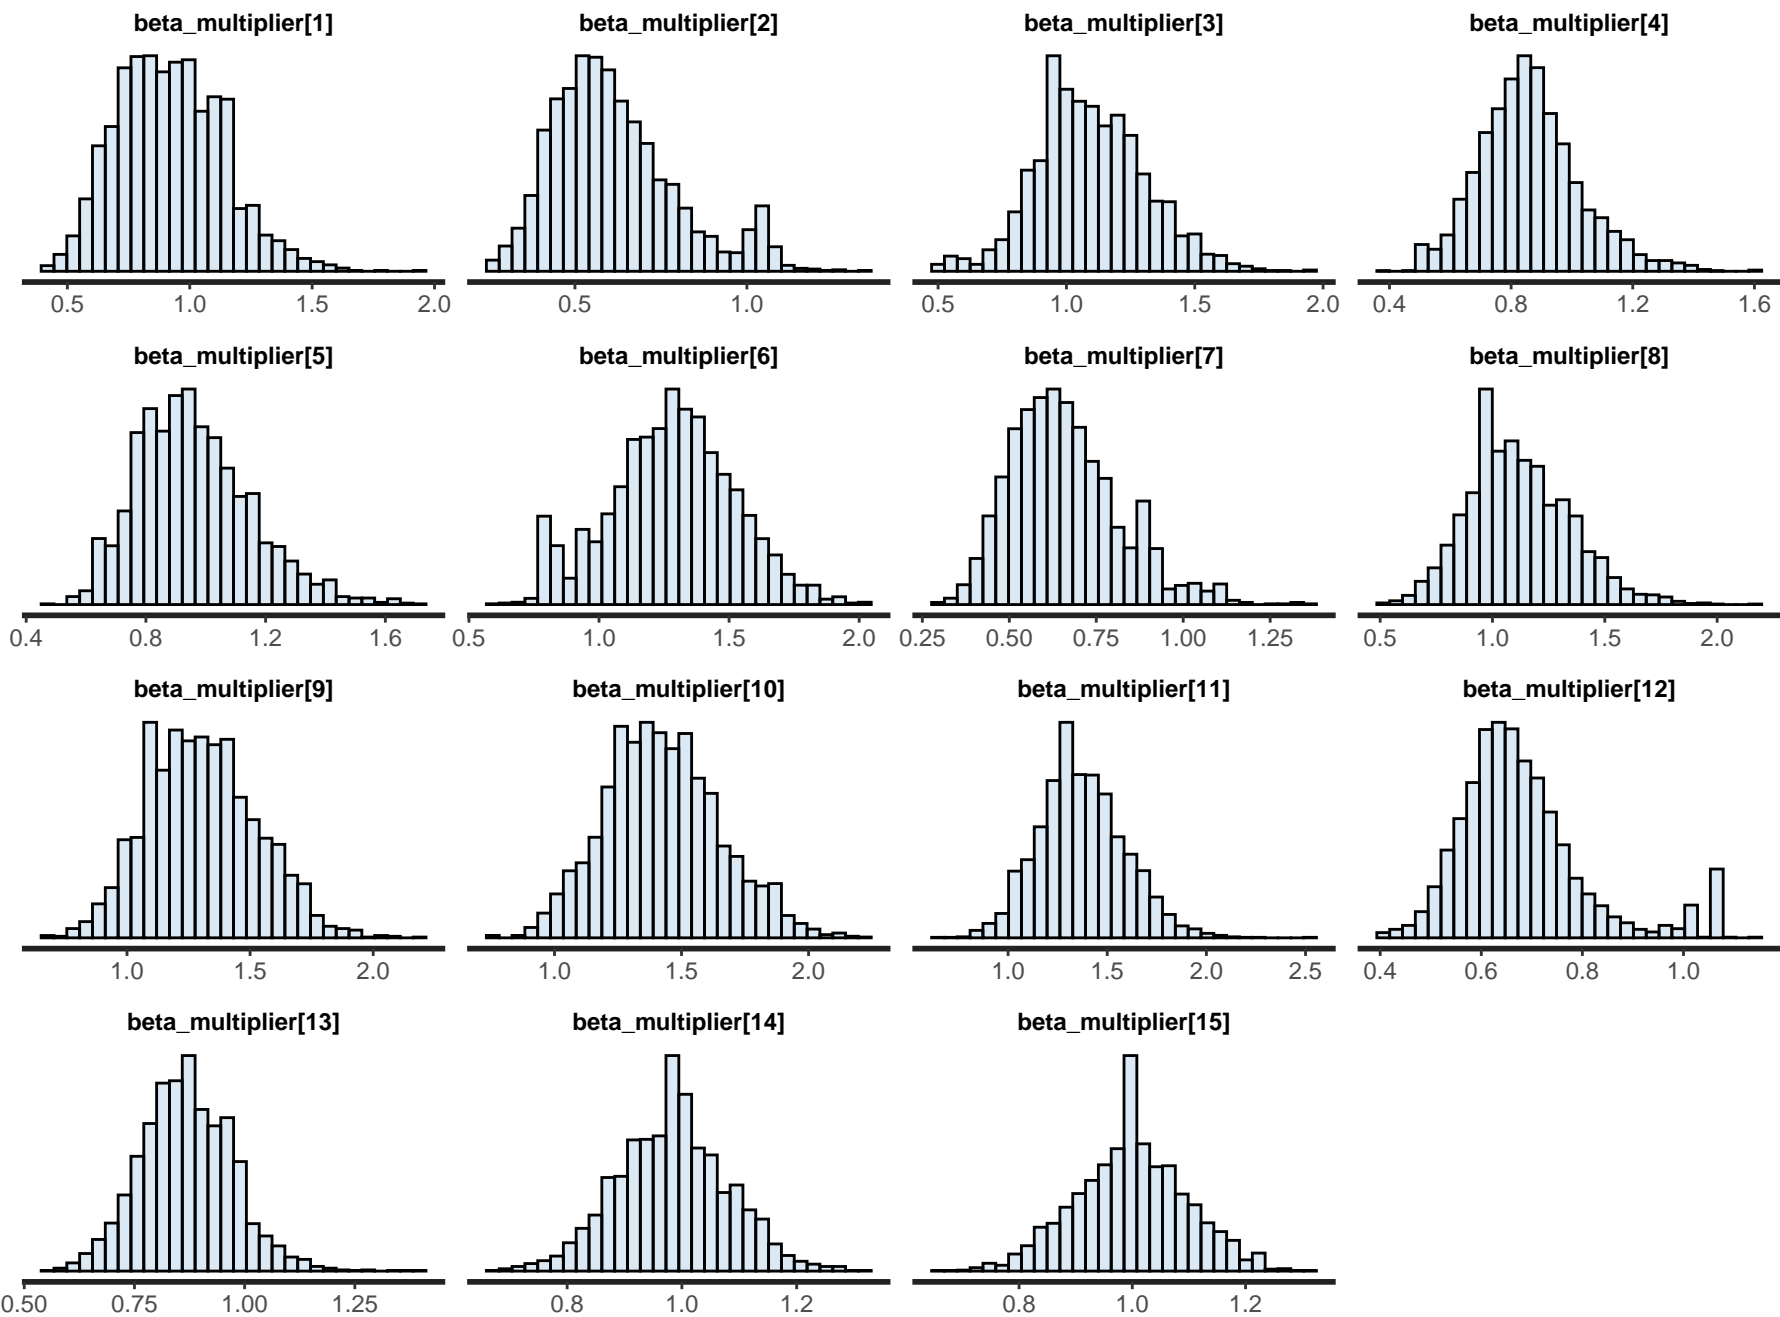 beta_multiplier[1] beta_multiplier[2] beta_multiplier[3] beta_multiplier[4]
0.5 1.0 1.5 2.0 0.5 1.0 0.5 1.0 1.5 2.0 0.4 0.8 1.2 1.6
beta_multiplier[5] beta_multiplier[6] beta_multiplier[7] beta_multiplier[8]
0.4 0.8 1.2 1.6 0.5 1.0 1.5 2.0 0.25 0.50 0.75 1.00 1.25 0.5 1.0 1.5 2.0
beta_multiplier[9] beta_multiplier[10] beta_multiplier[11] beta_multiplier[12]
1.0 1.5 2.0 1.0 1.5 2.0 1.0 1.5 2.0 2.5 0.4 0.6 0.8 1.0
beta_multiplier[13] beta_multiplier[14] beta_multiplier[15]
0.50 0.75 1.00 1.25 0.8 1.0 1.2 0.8 1.0 1.2